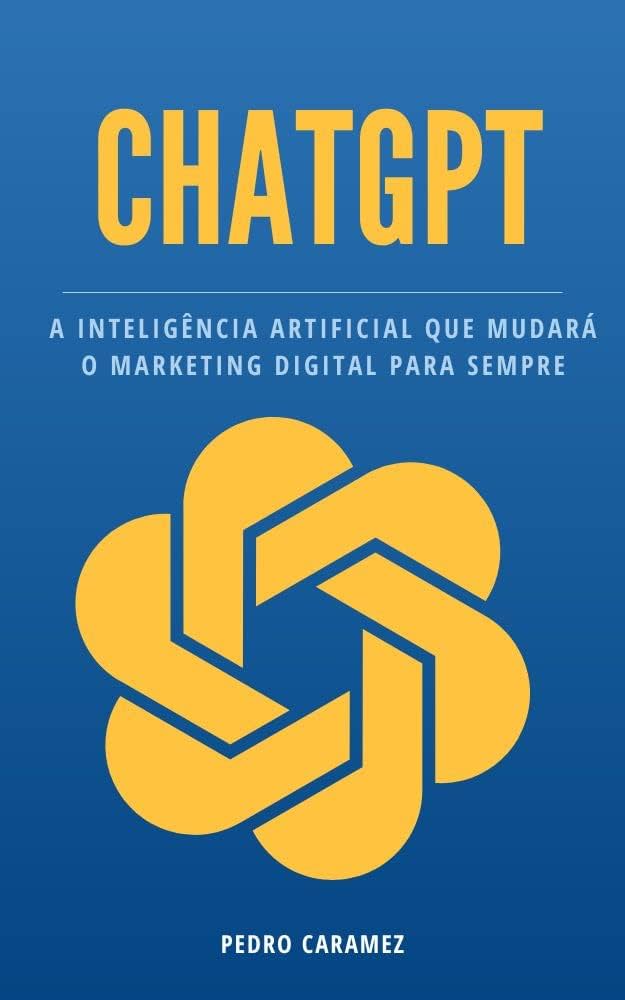 CHATGPT
A INTELIGÊNCIA ARTIFICIAL QUE MUDARÁ
O MARKETING DIGITAL PARA SEMPRE
PEDRO CARAMEZ